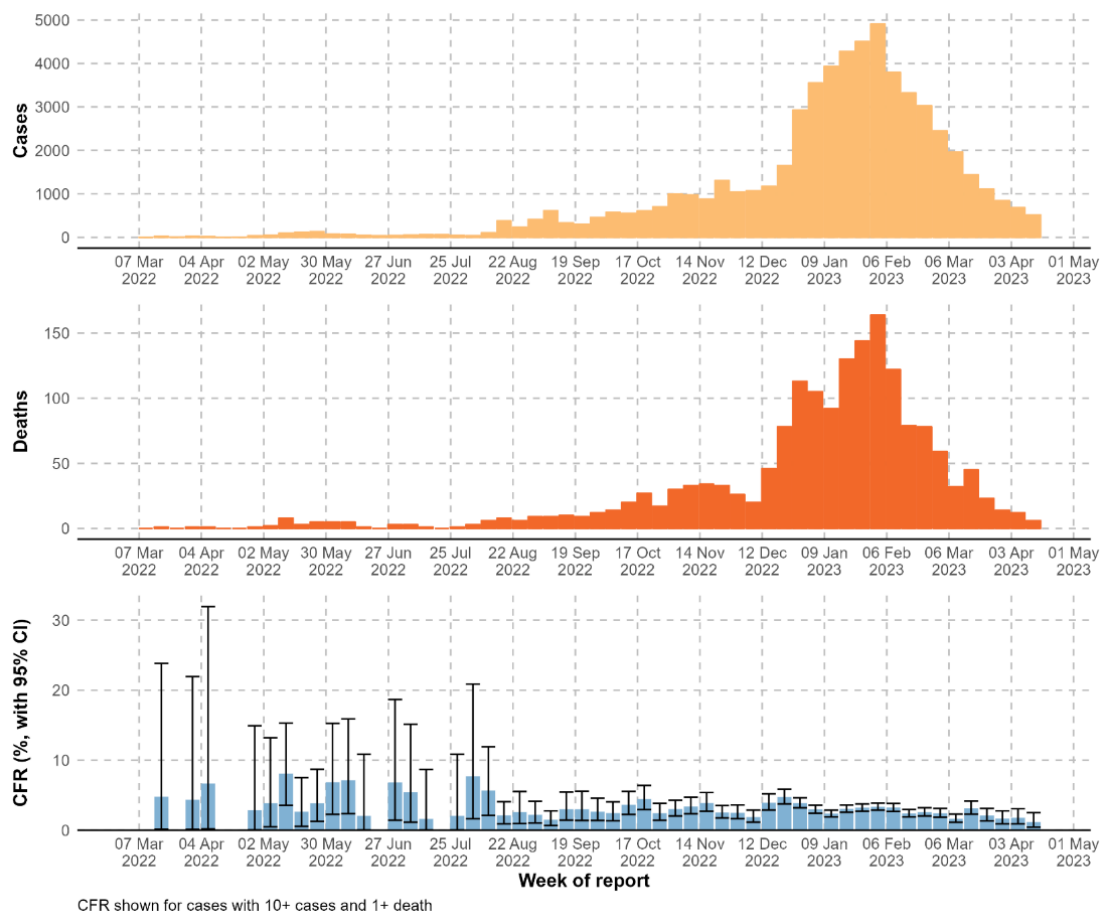 Cases
5000
4000
3000
2000
1000
0
07 Mar 04 Apr 02 May 30 May 27 Jun 25 Jul 22 Aug 19 Sep 17 Oct 14 Nov 12 Dec 09 Jan 06 Feb 06 Mar 03 Apr 01 May
2022 2022 2022 2022 2022 2022 2022 2022 2022 2022 2022 2023 2023 2023 2023 2023
Deaths
150
100
50
0
07 Mar 04 Apr 02 May 30 May 27 Jun 25 Jul 22 Aug 19 Sep 17 Oct 14 Nov 12 Dec 09 Jan 06 Feb 06 Mar 03 Apr 01 May
2022 2022 2022 2022 2022 2022 2022 2022 2022 2022 2022 2023 2023 2023 2023 2023
CFR (%, with 95% CI)
30
20
10
0
07 Mar 04 Apr 02 May 30 May 27 Jun 25 Jul 22 Aug 19 Sep 17 Oct 14 Nov 12 Dec 09 Jan 06 Feb 06 Mar 03 Apr 01 May
2022 2022 2022 2022 2022 2022 2022 2022 2022 2022 2022 2023 2023 2023 2023 2023
Week of report
CFR shown for cases with 10+ cases and 1+ death